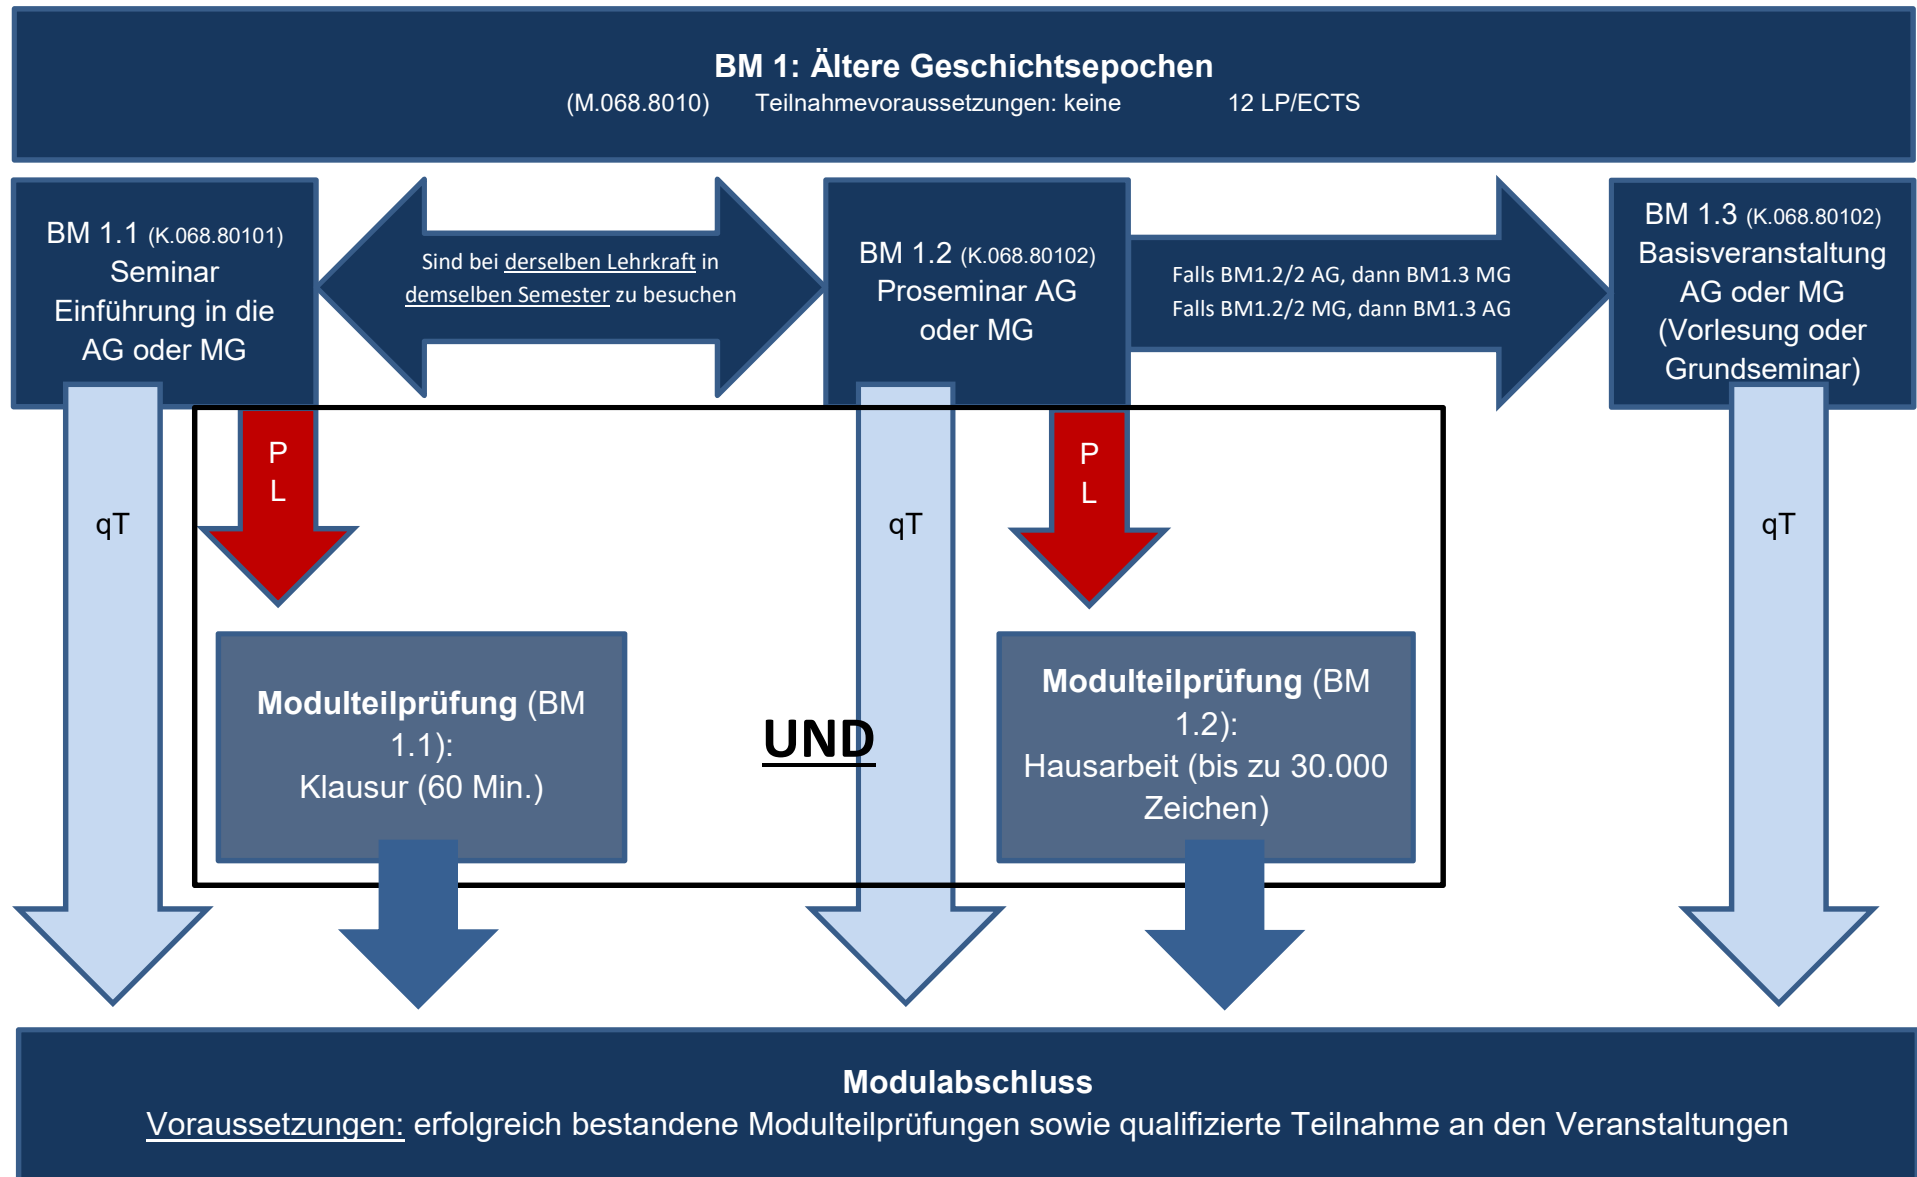 BM 1: Ältere Geschichtsepochen
(M.068.8010) Teilnahmevoraussetzungen: keine 12 LP/ECTS
BM 1.1 (K.068.80101)
Seminar
Einführung in die
AG oder MG
Sind bei derselben Lehrkraft in
demselben Semester zu besuchen
BM 1.2 (K.068.80102)
Proseminar AG
oder MG
Falls BM1.2/2 AG, dann BM1.3 MG
Falls BM1.2/2 MG, dann BM1.3 AG
BM 1.3 (K.068.80102)
Basisveranstaltung
AG oder MG
(Vorlesung oder
Grundseminar)
qT
P
L
qT
P
L
qT
Modulteilprüfung (BM
1.1):
Klausur (60 Min.)
UND
Modulteilprüfung (BM
1.2):
Hausarbeit (bis zu 30.000
Zeichen)
Modulabschluss
Voraussetzungen: erfolgreich bestandene Modulteilprüfungen sowie qualifizierte Teilnahme an den Veranstaltungen